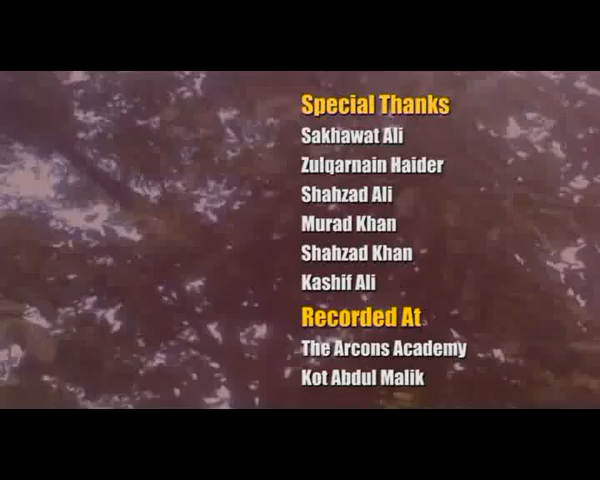 Special Thanks
Sakhawat Ali
Zulqarnain Haider
Shahzad Ali
Murad Khan
Shahzad Khan
Kashif Ali
Recorded At
The Arcons Academy
Kot Abdul Malik